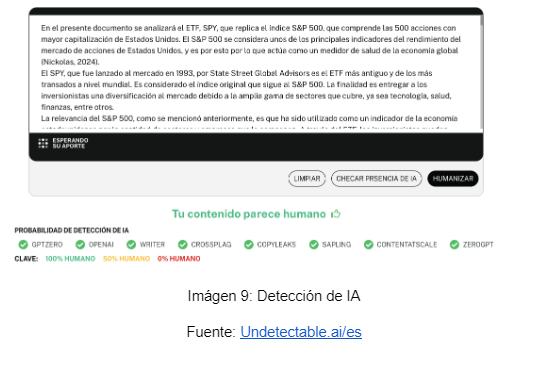 En el presente documento se analizará el ETF, SPY, que replica el índice S&P 500, que comprende las 500 acciones con
mayor capitalización de Estados Unidos. El S&P 500 se considera unos de los principales indicadores del rendimiento del
mercado de acciones de Estados Unidos, y es por esto por lo que actúa como un medidor de salud de la economía global
(Nickolas, 2024).
El SPY, que fue lanzado al mercado en 1993, por State Street Global Advisors es el ETF más antiguo y de los más
transados a nivel mundial. Es considerado el índice original que sigue al S&P 500. La finalidad es entregar a los
inversionistas una diversificación al mercado debido a la amplia gama de sectores que cubre, ya sea tecnología, salud,
finanzas, entre otros.
La relevancia del S&P 500, como se mencionó anteriormente, es que ha sido utilizado como un indicador de la economía
ESPERANDO
SU APORTE
LIMPIAR CHECAR PRSENCIA DE IA HUMANIZAR
Tu contenido parece humano
PROBABILIDAD DE DETECCIÓN DE IA
GPTZERO OPENAI WRITER CROSSPLAG COPYLEAKS SAPLING CONTENTATSCALE ZEROGPT
CLAVE: 100% HUMANO 50% HUMANO 0% HUMANO
Imágen 9: Detección de IA
Fuente: Undetectable.ai/es